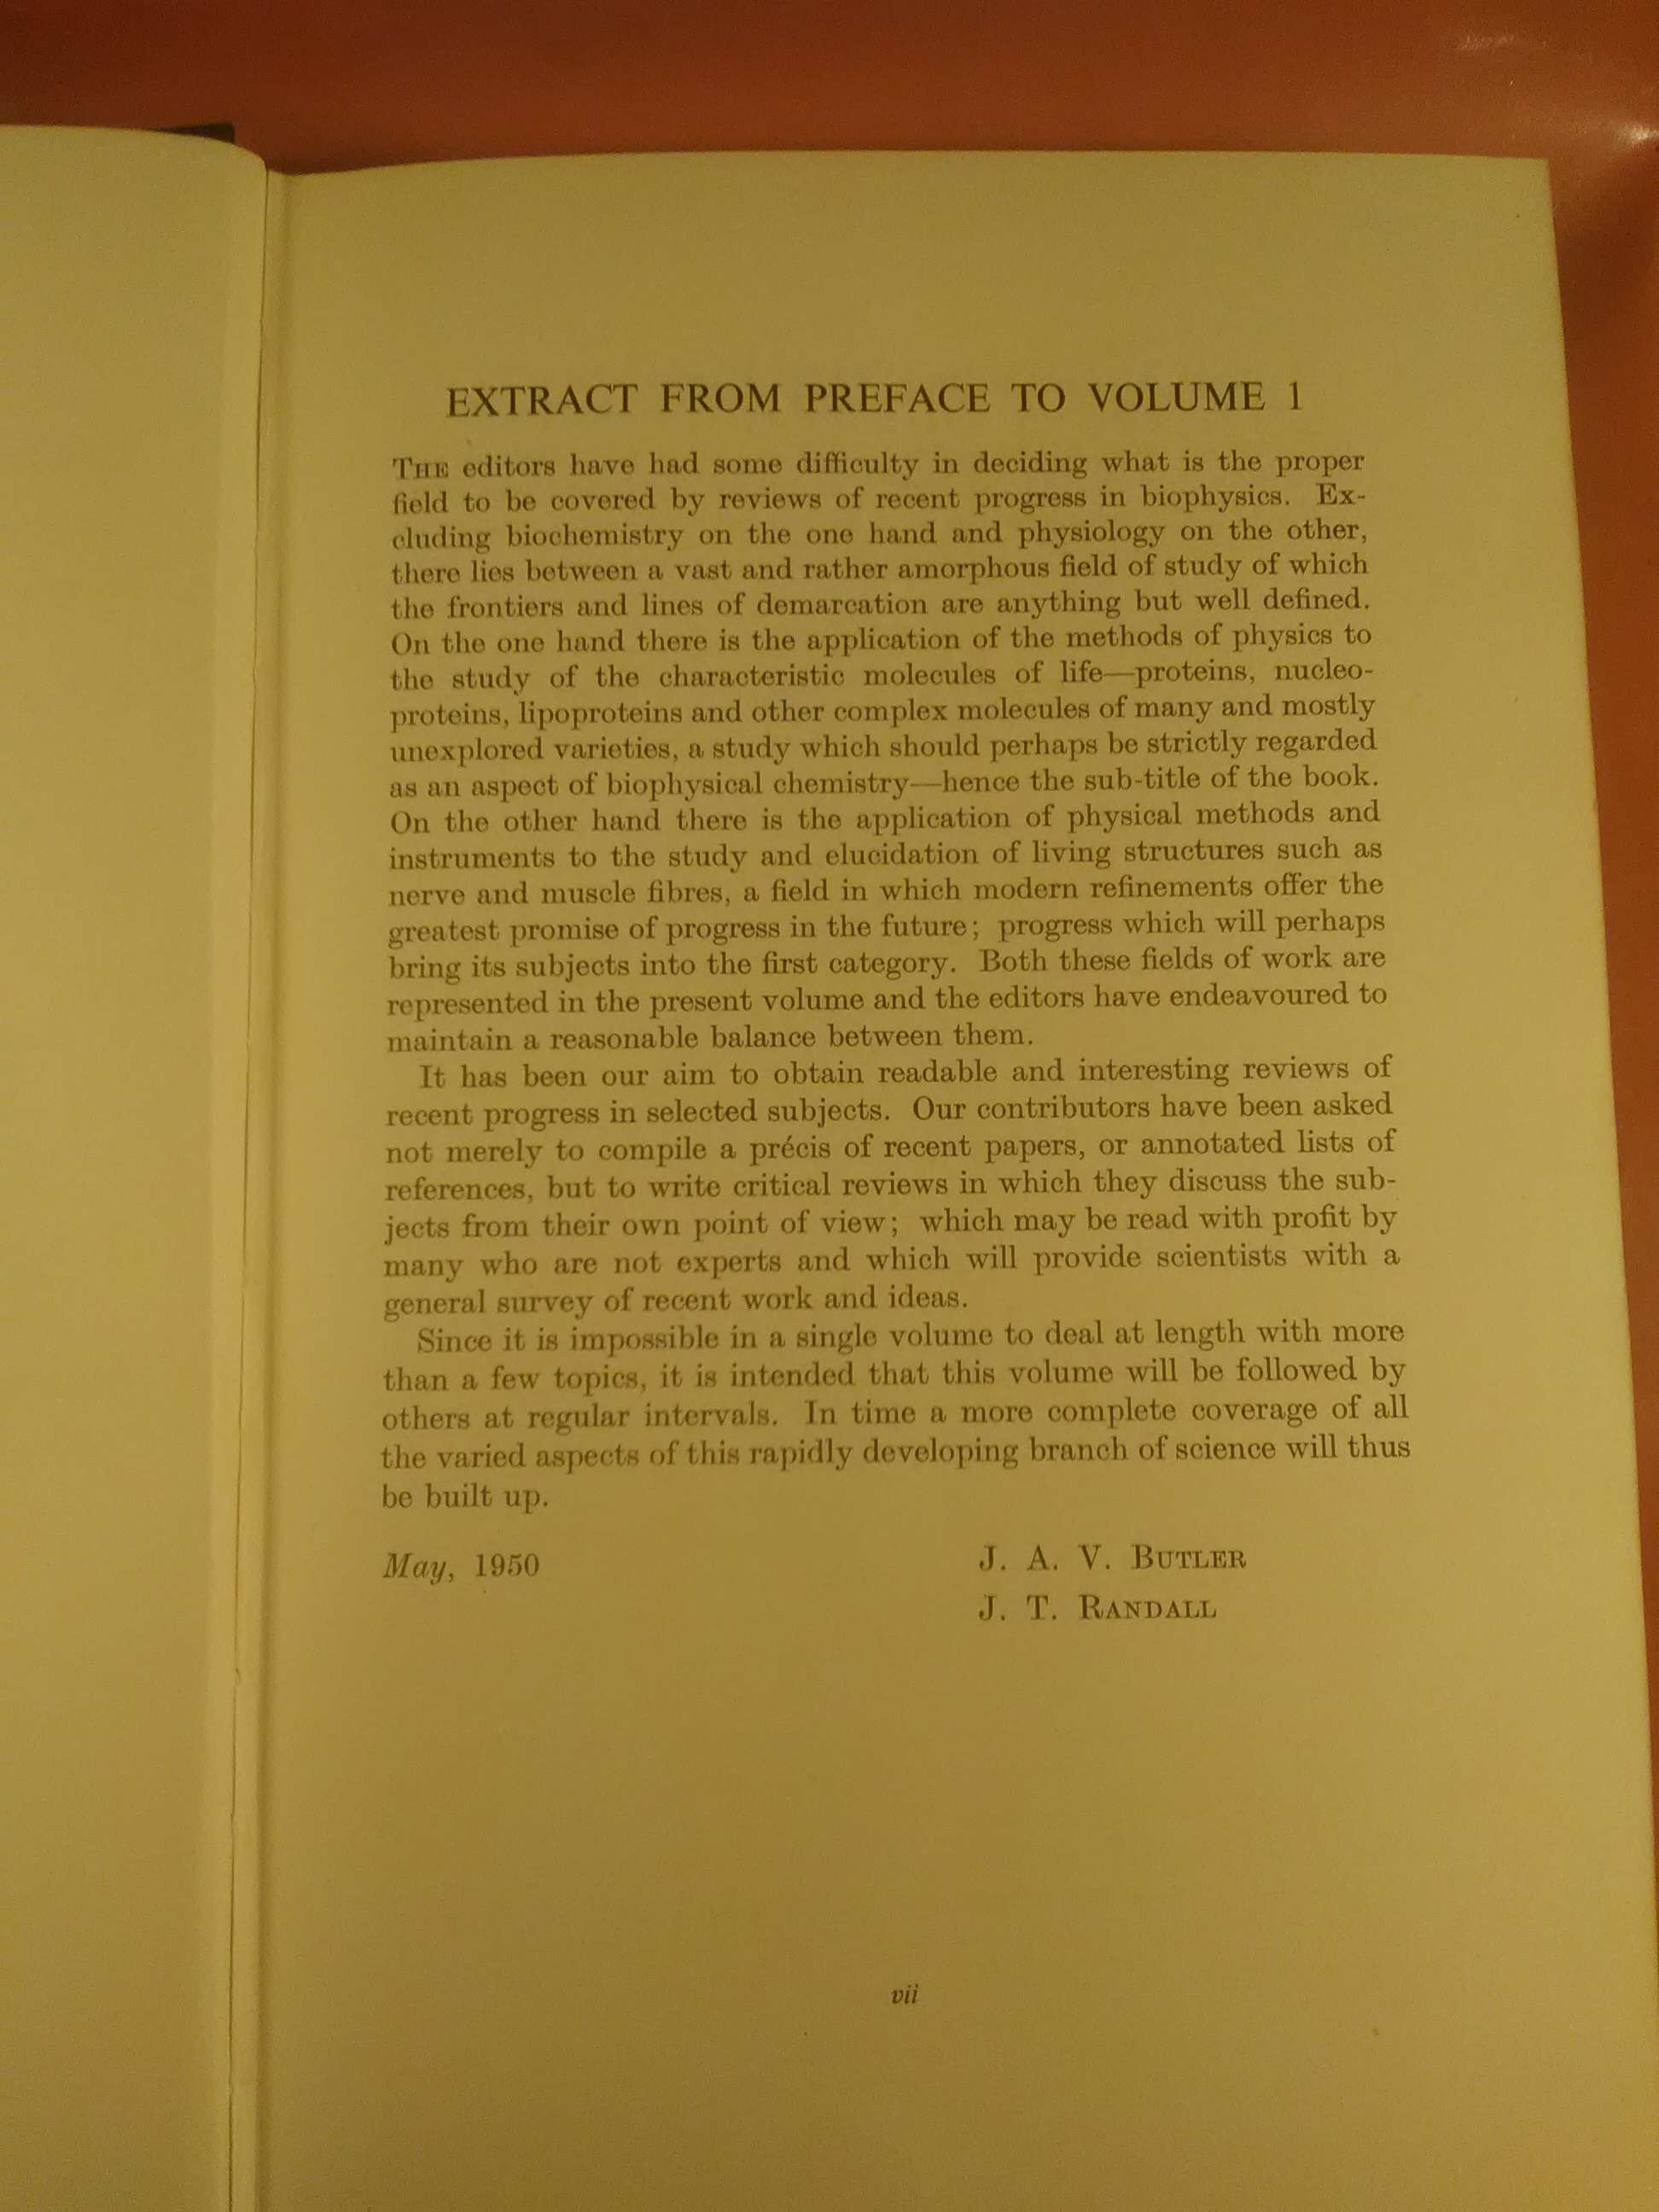 EXTRACT FROM PREFACE TO VOLUME 1
THE editors have had some difficulty in deciding what is the proper
field to be covered by reviews of recent progress in biophysics. Ex-
cluding biochemistry on the one hand and physiology on the other,
there lies between a vast and rather amorphous field of study of which
the frontiers and lines of demarcation are anything but well defined.
On the one hand there is the application of the methods of physics to
the study of the characteristic molecules of life—proteins, nucleo-
proteins, lipoproteins and other complex molecules of many and mostly
unexplored varieties, a study which should perhaps be strictly regarded
as an aspect of biophysical chemistry—hence the sub-title of the book.
On the other hand there is the application of physical methods and
instruments to the study and elucidation of living structures such as
nerve and muscle fibres, a field in which modern refinements offer the
greatest promise of progress in the future; progress which will perhaps
bring its subjects into the first category. Both these fields of work are
represented in the present volume and the editors have endeavoured to
maintain a reasonable balance between them.
It has been our aim to obtain readable and interesting reviews of
recent progress in selected subjects. Our contributors have been asked
not merely to compile a précis of recent papers, or annotated lists of
references, but to write critical reviews in which they discuss the sub-
jects from their own point of view; which may be read with profit by
many who are not experts and which will provide scientists with a
general survey of recent work and ideas.
Since it is impossible in a single volume to deal at length with more
than a few topics, it is intended that this volume will be followed by
others at regular intervals. In time a more complete coverage of all
the varied aspects of this rapidly developing branch of science will thus
be built up.
May, 1950
J. A. V. BUTLER
J. T. RANDALL
vii